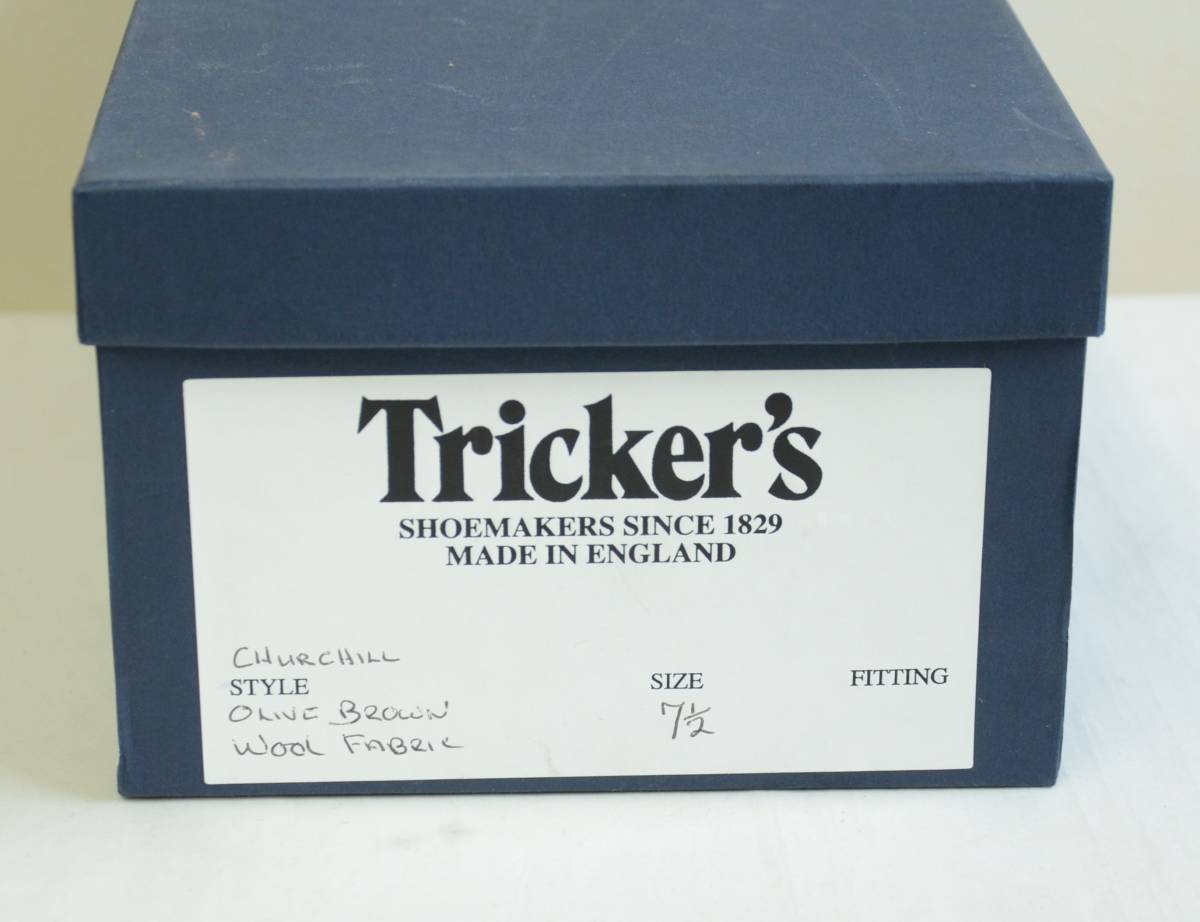 Tricker's
SHOEMAKERS SINCE 1829
MADE IN ENGLAND
CHURCHILL
STYLE SIZE FITTING
OLIVE BROWN 7½
WOOL FABRIC